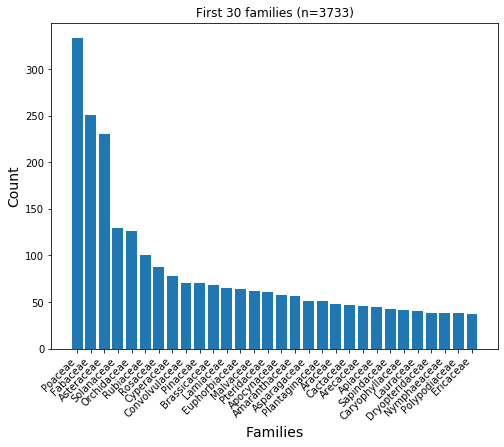 First 30 families (n=3733)
Count
300
250
200
150
100
50
0
Poaceae
Fabaceae
Asteraceae
Solanaceae
Orchidaceae
Rubiaceae
Rosaceae
Cyperaceae
Convolvulaceae
Pinaceae
Brassicaceae
Lamiaceae
Euphorbiaceae
Malvaceae
Pteridaceae
Apocynaceae
Amaranthaceae
Asparagaceae
Plantaginaceae
Araceae
Cactaceae
Arecaceae
Apiaceae
Sapindaceae
Caryophyllaceae
Lauraceae
Dryopteridaceae
Nymphaeaceae
Polypodiaceae
Ericaceae
Families